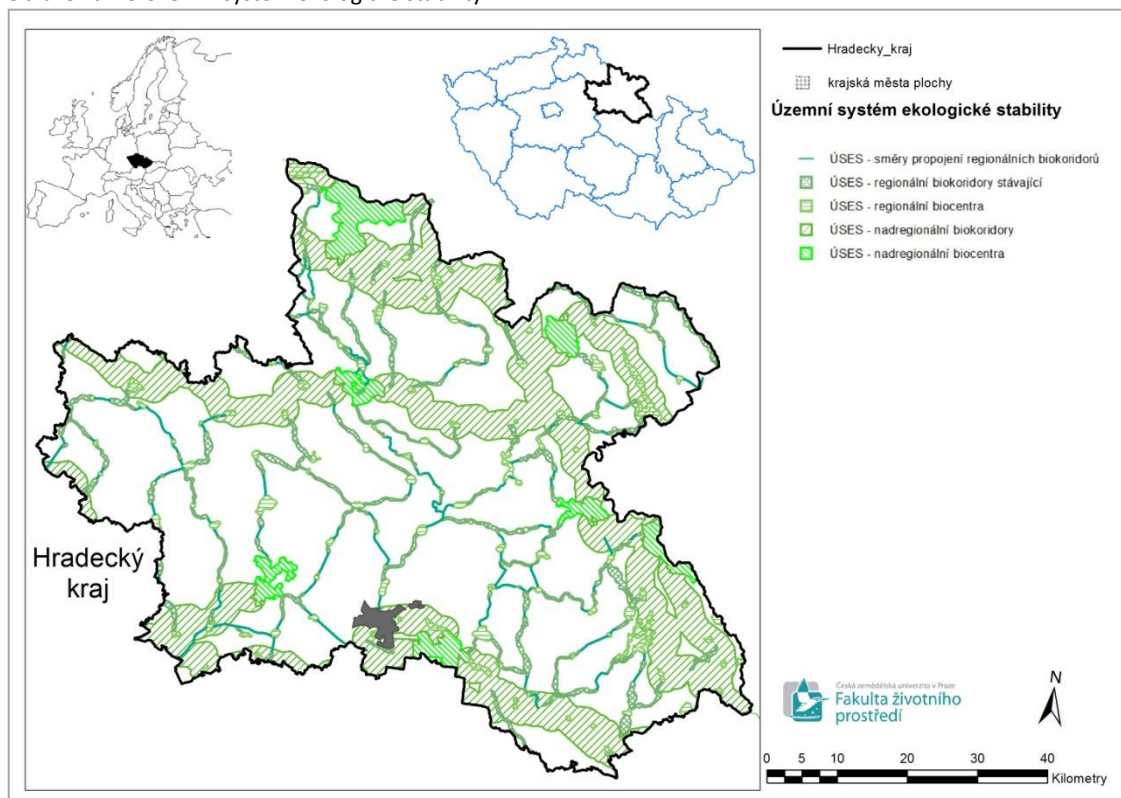 Hradecky_kraj
krajská města plochy
Územní systém ekologické stability
ÚSES - směry propojení regionálních biokoridorů
ÚSES - regionální biokoridory stávající
ÚSES - regionální biocentra
ÚSES - nadregionální biokoridory
ÚSES - nadregionální biocentra
Hradecký
kraj
Česká zemědělská univerzita v Praze
Fakulta životního
prostředí
N
0 5 10 20 30 40
Kilometry